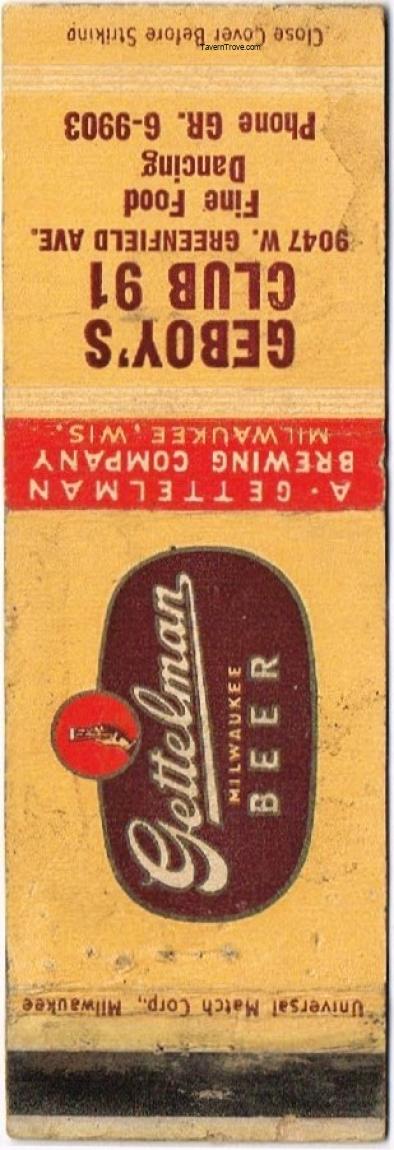 Close Cover Before Striking
TavernTrove.com
GEBOY'S
CLUB 91
9047 W. GREENFIELD AVE.
Fine Food
Dancing
Phone GR. 6-9903
A. GETTELMAN
BREWING COMPANY
MILWAUKEE, WIS.
Gettelman
MILWAUKEE
BEER
Universal Match Corp., Milwaukee